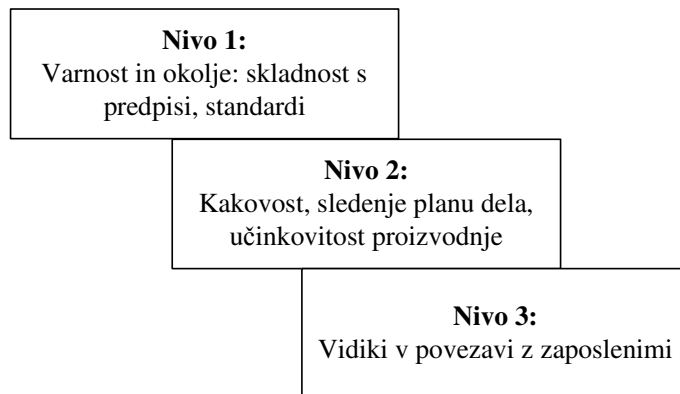 Nivo 1:
Varnost in okolje: skladnost s
predpisi, standardi
Nivo 2:
Kakovost, sledenje planu dela,
učinkovitost proizvodnje
Nivo 3:
Vidiki v povezavi z zaposlenimi